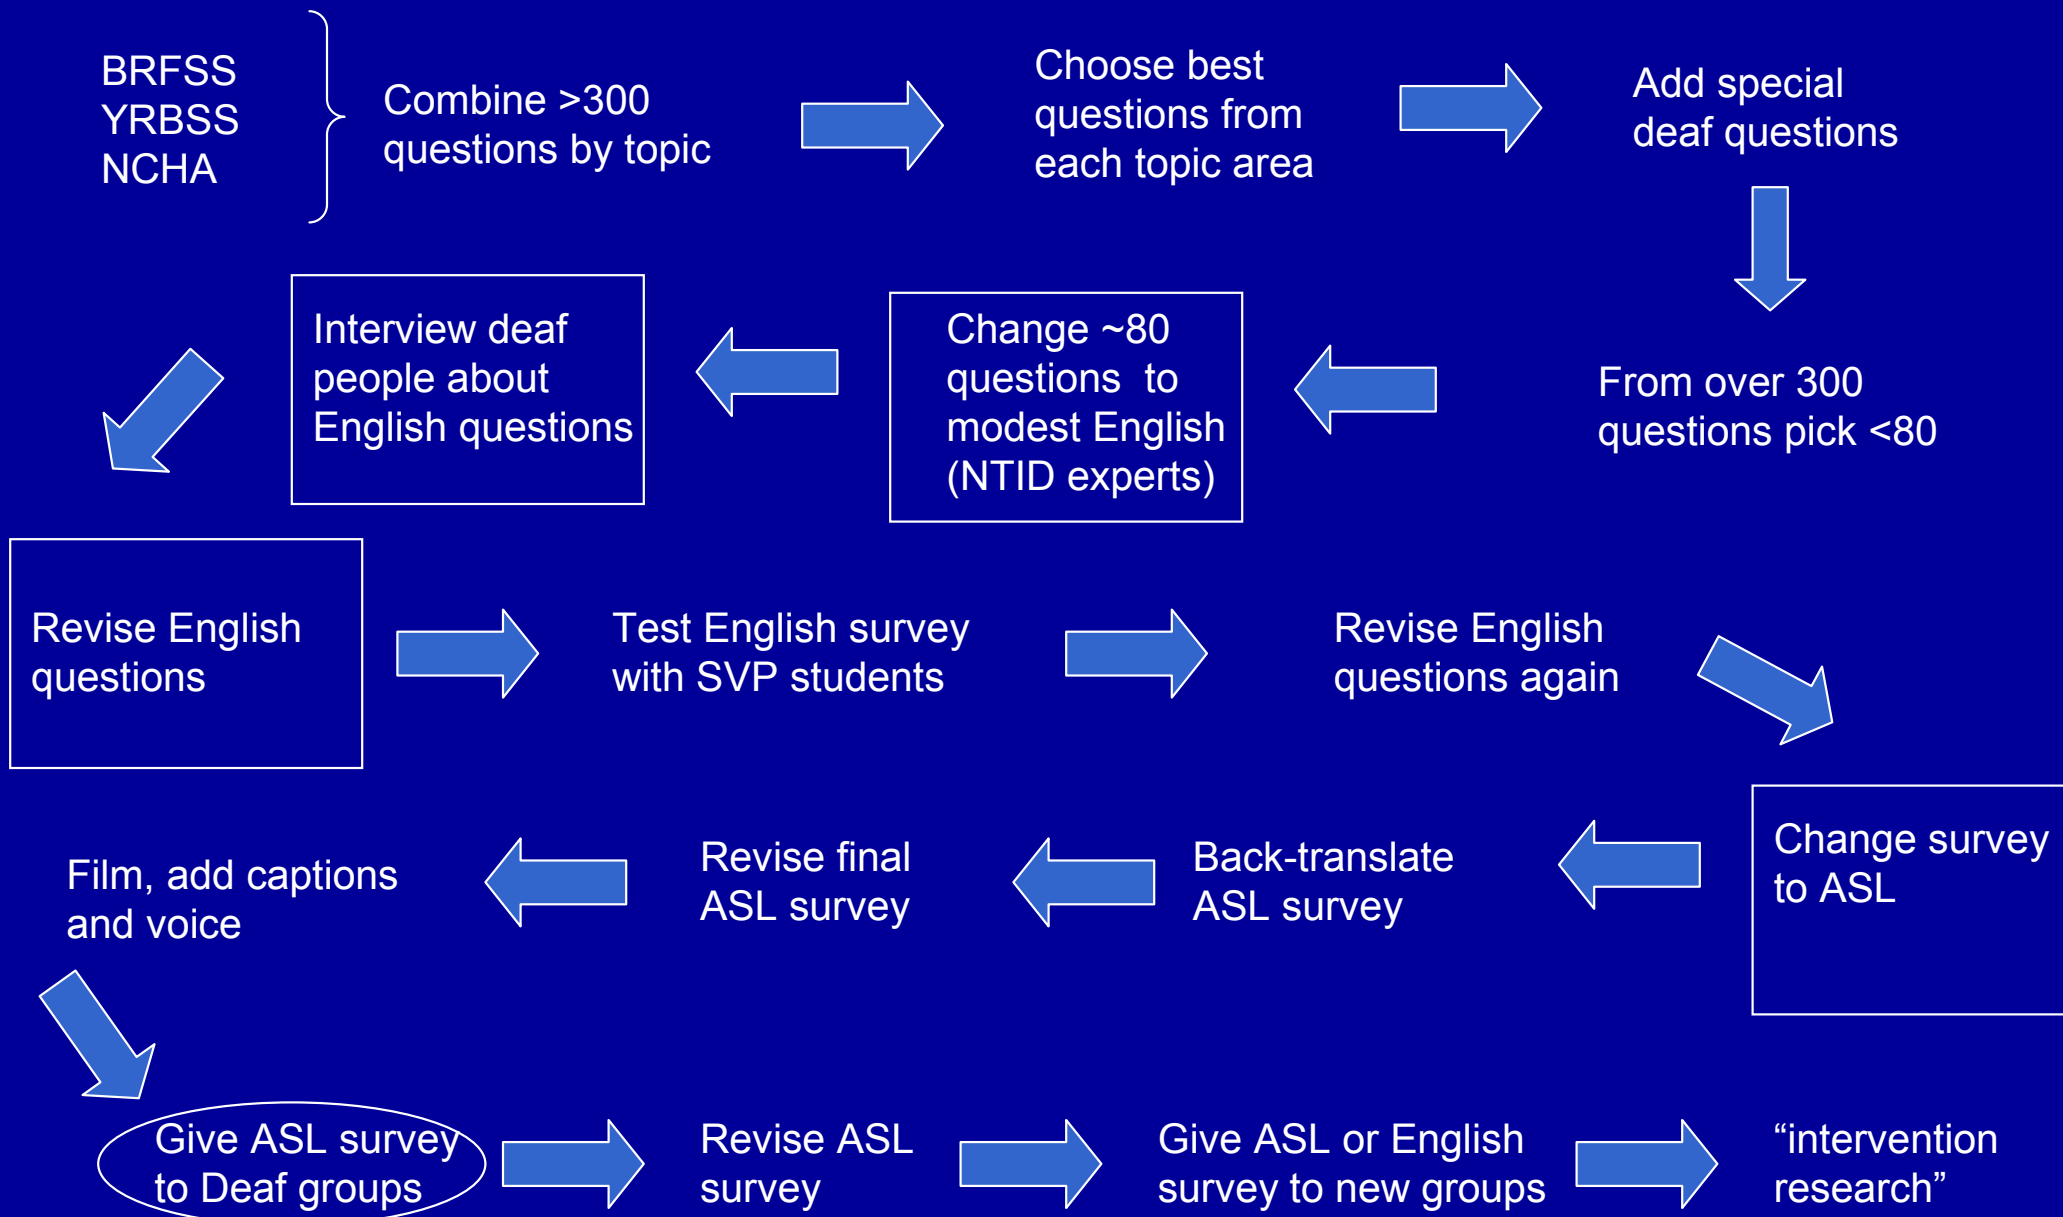 BRFSS
YRBSS
NCHA
Combine >300
questions by topic
Choose best
questions from
each topic area
Add special
deaf questions
From over 300
questions pick <80
Change ~80
questions  to
modest English
(NTID experts)
Interview deaf
people about
English questions
Revise English
questions
Test English survey
with SVP students
Revise English
questions again
Change survey
to ASL
Back-translate
ASL survey
Revise final
ASL survey
Film, add captions
and voice
Give ASL survey
to Deaf groups
Revise ASL
survey
Give ASL or English
survey to new groups
“intervention
research”